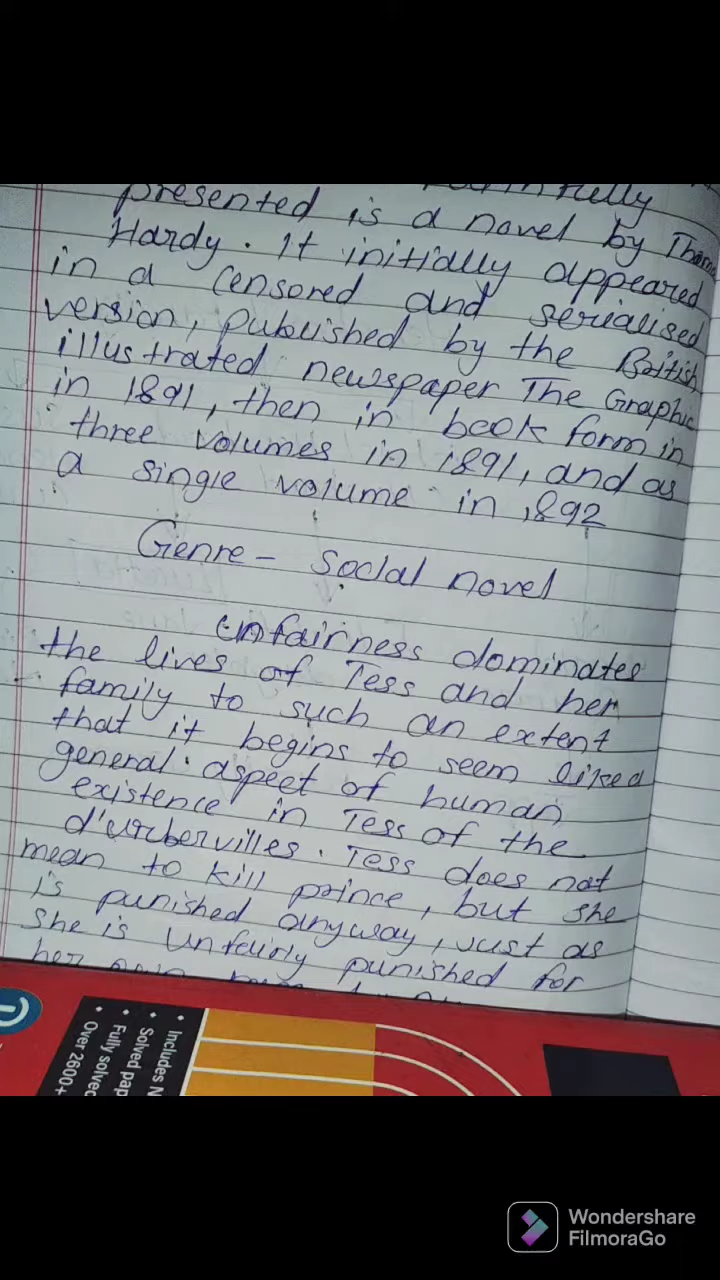 presented is a novel by Thom
Hardy. It initially appeared
in a censored and serialised
version, published by the British
illustrated newspaper The Graphic
in 1891, then in book form in
three volumes in 1891, and as
a single volume in 1892
Genre - Social novel
Unfairness dominates
the lives of Tess and her
family to such an extent
that it begins to seem liked
general aspect of human
existence in Tess of the
d'urbervilles. Tess does not
mean to kill prince, but she
is punished anyway, Just as
she is unfairly punished for
her own
• Includes N
• Solved pap
• Fully solved
• Over 2600+
Wondershare
FilmoraGo